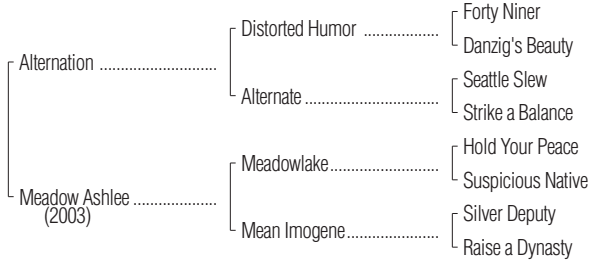 Forty Niner
Distorted Humor ..................
Danzig's Beauty
Alternation ............................
Seattle Slew
Alternate ................................
Strike a Balance
Hold Your Peace
Meadowlake..........................
Suspicious Native
Meadow Ashlee ....................
(2003)
Silver Deputy
Mean Imogene......................
Raise a Dynasty